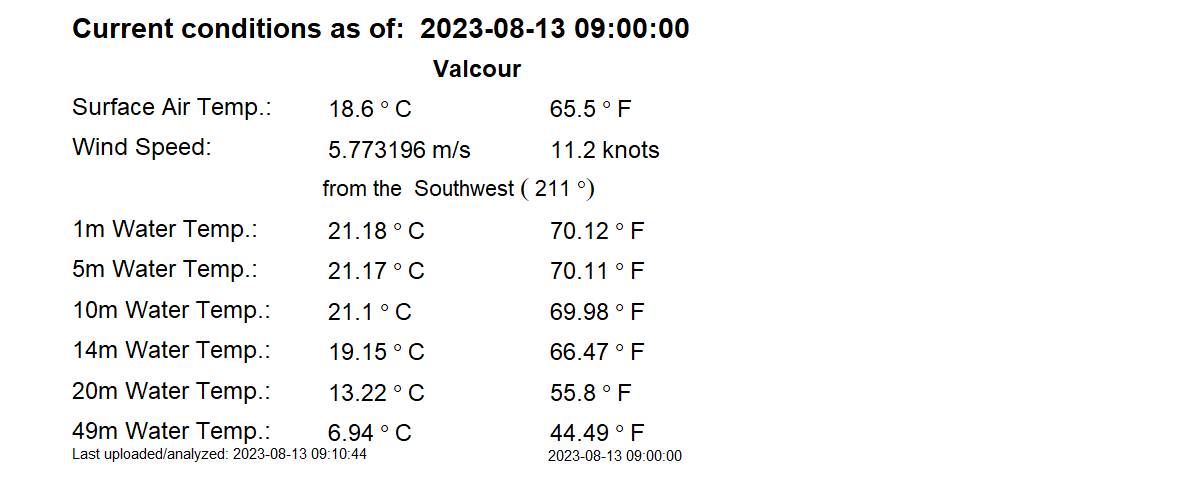 Current conditions as of:  2023-08-13 09:00:00
Valcour
Surface Air Temp.: 18.6 ° C 65.5 ° F
Wind Speed: 5.773196 m/s 11.2 knots
from the  Southwest ( 211 °)
1m Water Temp.: 21.18 ° C 70.12 ° F
5m Water Temp.: 21.17 ° C 70.11 ° F
10m Water Temp.: 21.1 ° C 69.98 ° F
14m Water Temp.: 19.15 ° C 66.47 ° F
20m Water Temp.: 13.22 ° C 55.8 ° F
49m Water Temp.: 6.94 ° C 44.49 ° F
Last uploaded/analyzed: 2023-08-13 09:10:44 2023-08-13 09:00:00